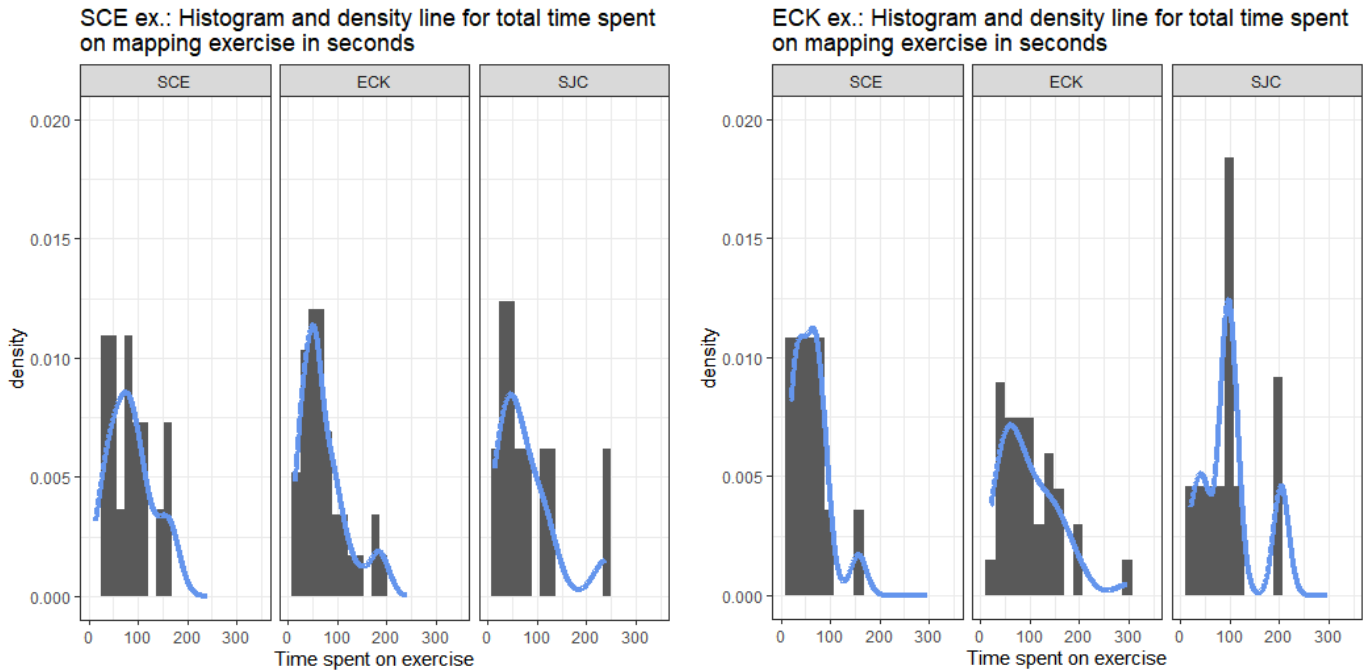 SCE ex.: Histogram and density line for total time spent
on mapping exercise in seconds
SCE ECK SJC
0.020
0.015
0.010
0.005
0.000
density
0 100 200 300 0 100 200 300 0 100 200 300
Time spent on exercise
ECK ex.: Histogram and density line for total time spent
on mapping exercise in seconds
SCE ECK SJC
0.020
0.015
0.010
0.005
0.000
density
0 100 200 300 0 100 200 300 0 100 200 300
Time spent on exercise